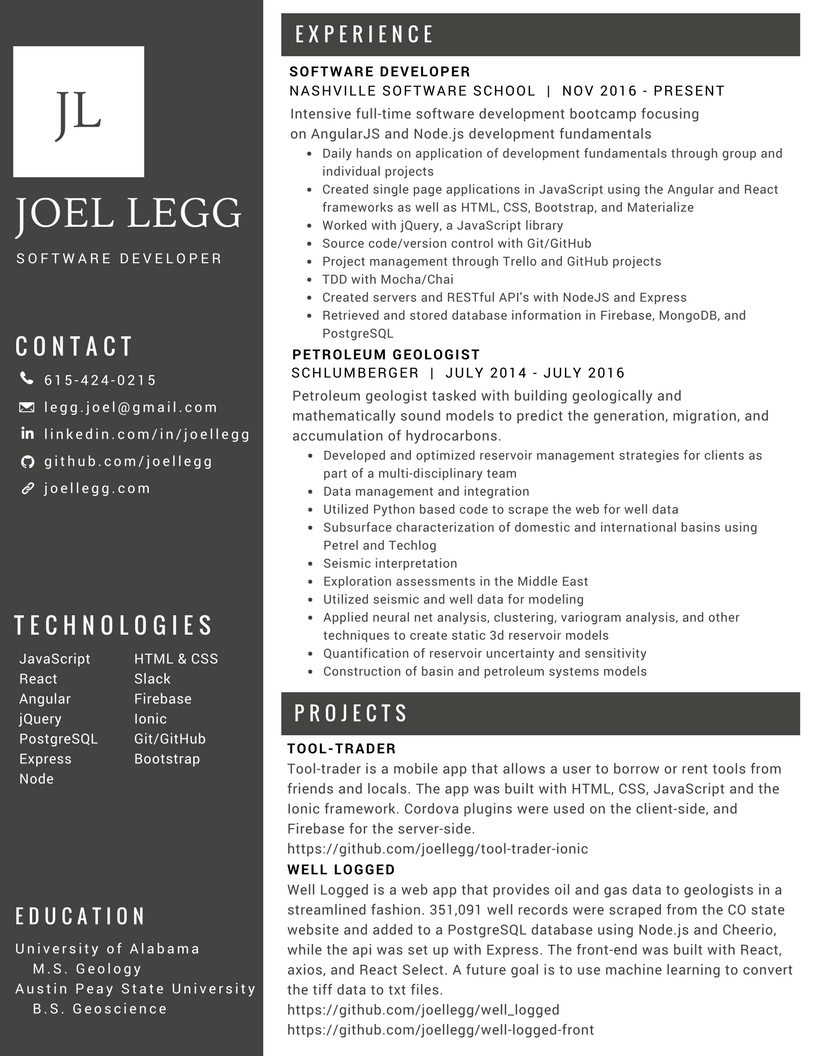 JL
JOEL LEGG
SOFTWARE DEVELOPER
CONTACT
615-424-0215
legg.joel@gmail.com
linkedin.com/in/joellegg
github.com/joellegg
joellegg.com
TECHNOLOGIES
JavaScript HTML & CSS
React Slack
Angular Firebase
jQuery Ionic
PostgreSQL Git/GitHub
Express Bootstrap
Node
EDUCATION
University of Alabama
M.S. Geology
Austin Peay State University
B.S. Geoscience
EXPERIENCE
SOFTWARE DEVELOPER
NASHVILLE SOFTWARE SCHOOL | NOV 2016 - PRESENT
Intensive full-time software development bootcamp focusing
on AngularJS and Node.js development fundamentals
• Daily hands on application of development fundamentals through group and
individual projects
• Created single page applications in JavaScript using the Angular and React
frameworks as well as HTML, CSS, Bootstrap, and Materialize
• Worked with jQuery, a JavaScript library
• Source code/version control with Git/GitHub
• Project management through Trello and GitHub projects
• TDD with Mocha/Chai
• Created servers and RESTful API's with NodeJS and Express
• Retrieved and stored database information in Firebase, MongoDB, and
PostgreSQL
PETROLEUM GEOLOGIST
SCHLUMBERGER | JULY 2014 - JULY 2016
Petroleum geologist tasked with building geologically and
mathematically sound models to predict the generation, migration, and
accumulation of hydrocarbons.
• Developed and optimized reservoir management strategies for clients as
part of a multi-disciplinary team
• Data management and integration
• Utilized Python based code to scrape the web for well data
• Subsurface characterization of domestic and international basins using
Petrel and Techlog
• Seismic interpretation
• Exploration assessments in the Middle East
• Utilized seismic and well data for modeling
• Applied neural net analysis, clustering, variogram analysis, and other
techniques to create static 3d reservoir models
• Quantification of reservoir uncertainty and sensitivity
• Construction of basin and petroleum systems models
PROJECTS
TOOL-TRADER
Tool-trader is a mobile app that allows a user to borrow or rent tools from
friends and locals. The app was built with HTML, CSS, JavaScript and the
Ionic framework. Cordova plugins were used on the client-side, and
Firebase for the server-side.
https://github.com/joellegg/tool-trader-ionic
WELL LOGGED
Well Logged is a web app that provides oil and gas data to geologists in a
streamlined fashion. 351,091 well records were scraped from the CO state
website and added to a PostgreSQL database using Node.js and Cheerio,
while the api was set up with Express. The front-end was built with React,
axios, and React Select. A future goal is to use machine learning to convert
the tiff data to txt files.
https://github.com/joellegg/well_logged
https://github.com/joellegg/well-logged-front